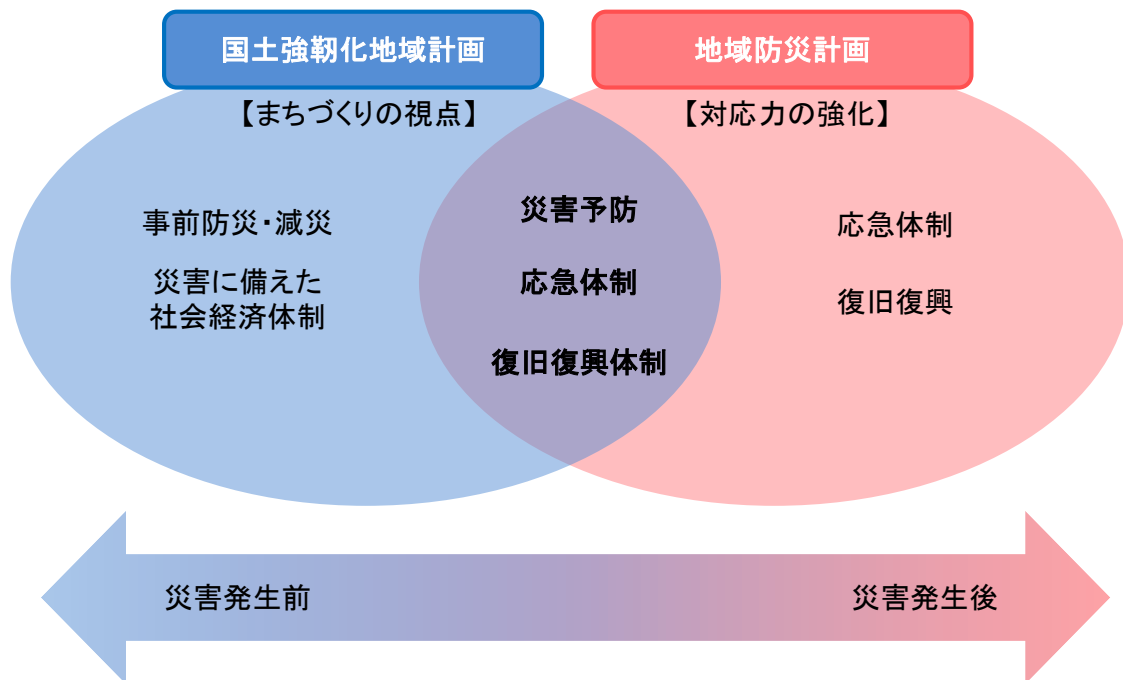 国土強靭化地域計画
地域防災計画
【まちづくりの視点】
【対応力の強化】
事前防災・減災
災害に備えた
社会経済体制
災害予防
応急体制
復旧復興体制
応急体制
復旧復興
災害発生前
災害発生後